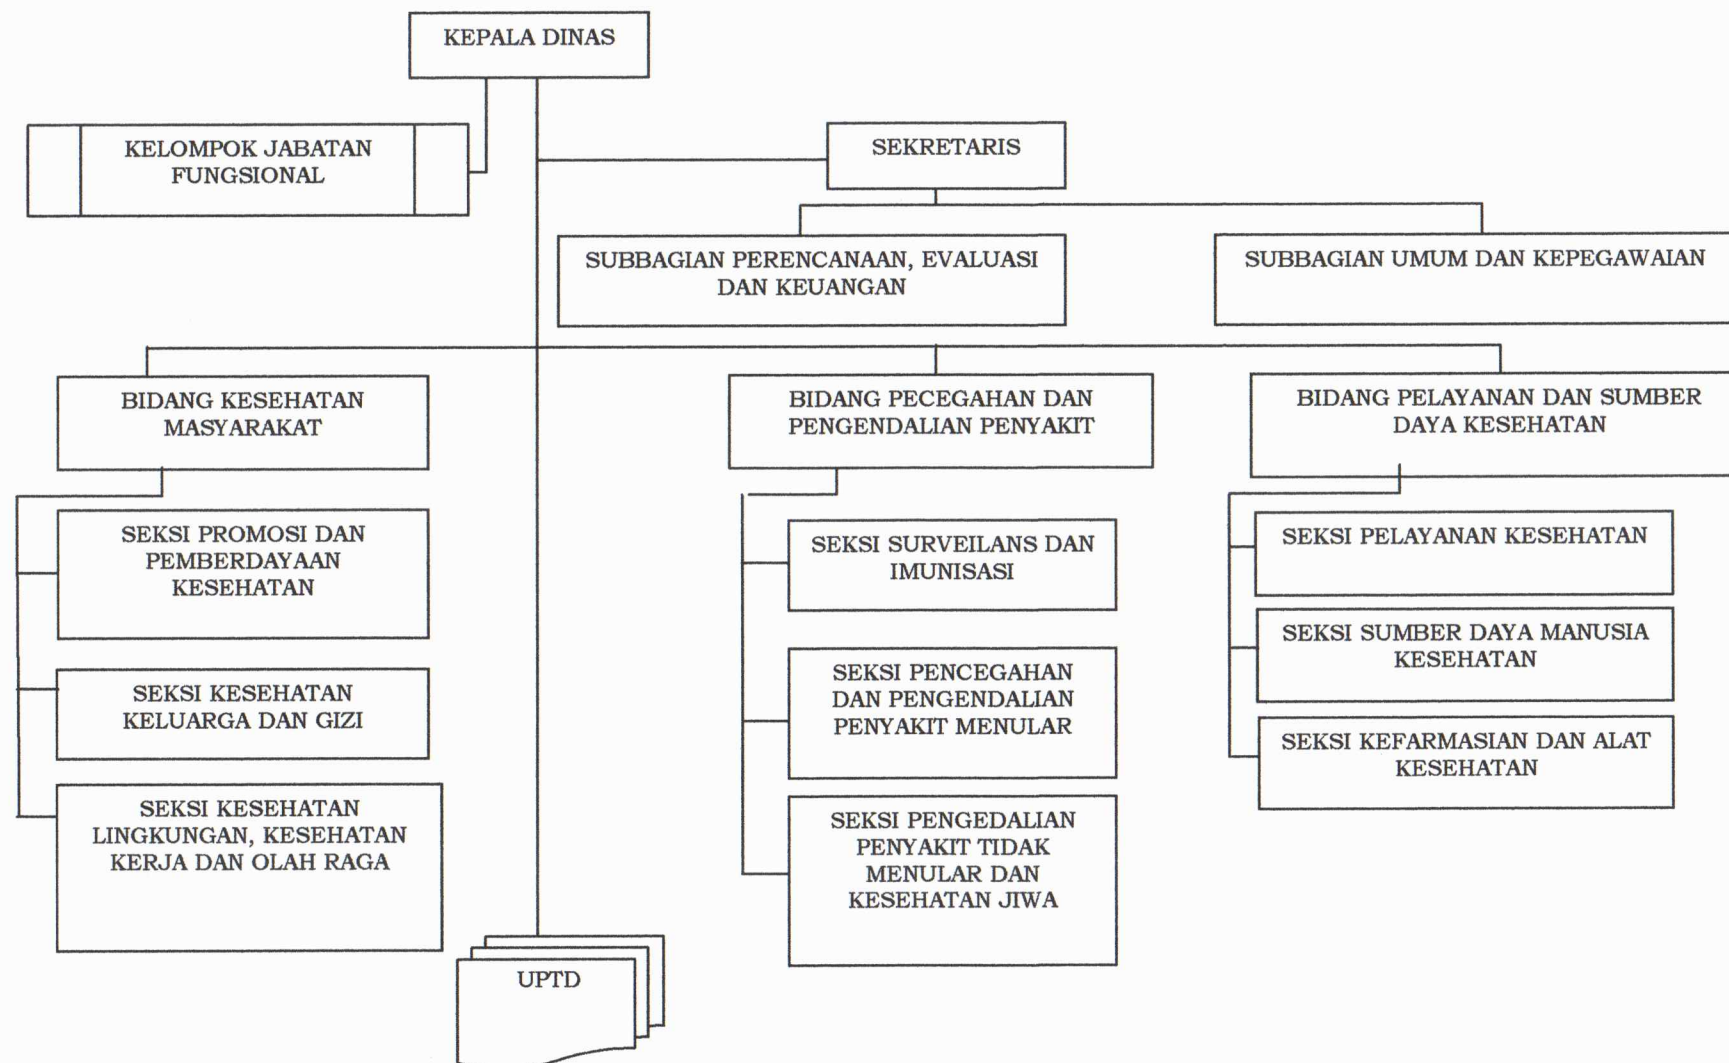 KEPALA DINAS
KELOMPOK JABATAN
FUNGSIONAL
SEKRETARIS
SUBBAGIAN PERENCANAAN, EVALUASI
DAN KEUANGAN
SUBBAGIAN UMUM DAN KEPEGAWAIAN
BIDANG KESEHATAN
MASYARAKAT
SEKSI PROMOSI DAN
PEMBERDAYAAN
KESEHATAN
SEKSI KESEHATAN
KELUARGA DAN GIZI
SEKSI KESEHATAN
LINGKUNGAN, KESEHATAN
KERJA DAN OLAH RAGA
BIDANG PECEGAHAN DAN
PENGENDALIAN PENYAKIT
SEKSI SURVEILANS DAN
IMUNISASI
SEKSI PENCEGAHAN
DAN PENGENDALIAN
PENYAKIT MENULAR
SEKSI PENGEDALIAN
PENYAKIT TIDAK
MENULAR DAN
KESEHATAN JIWA
BIDANG PELAYANAN DAN SUMBER
DAYA KESEHATAN
SEKSI PELAYANAN KESEHATAN
SEKSI SUMBER DAYA MANUSIA
KESEHATAN
SEKSI KEFARMASIAN DAN ALAT
KESEHATAN
UPTD